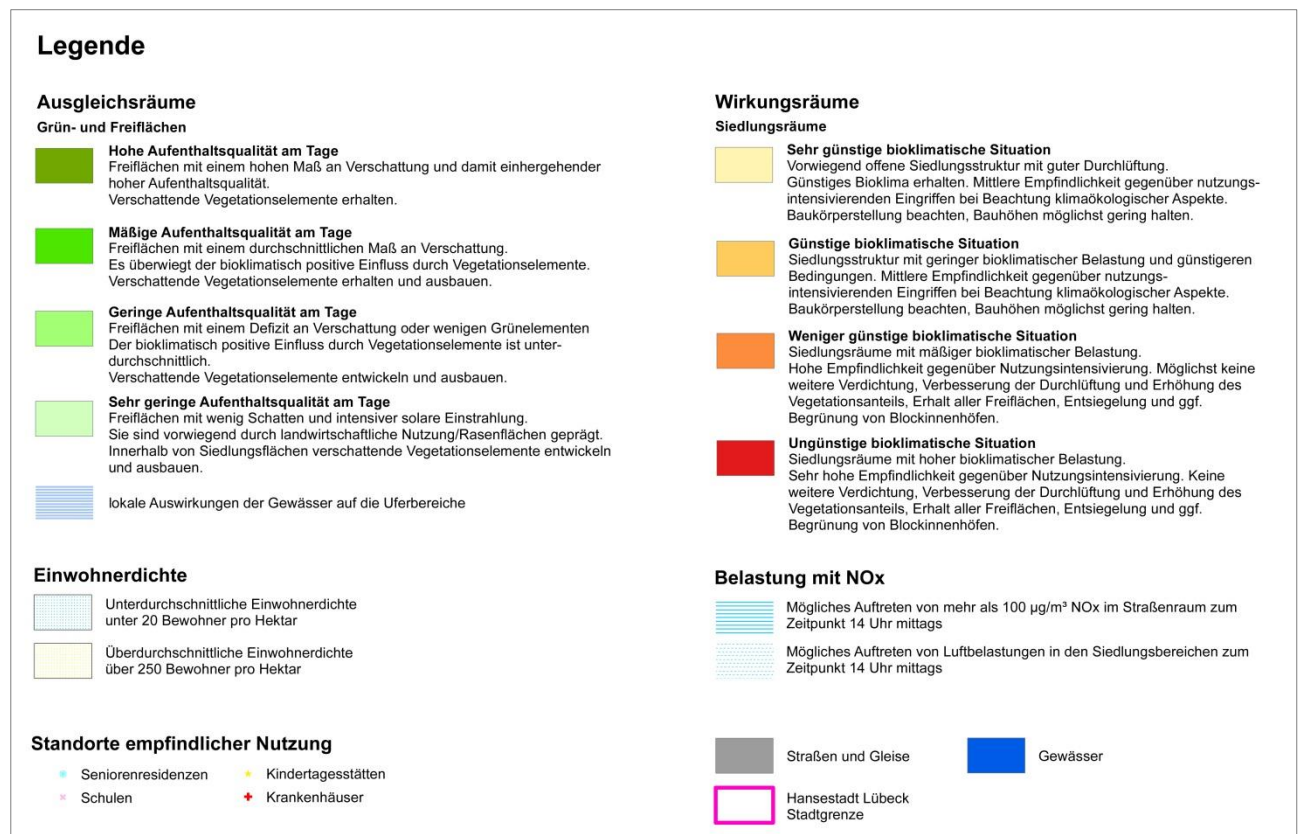 Legende
Ausgleichsräume
Grün- und Freiflächen
Hohe Aufenthaltsqualität am Tage
Freiflächen mit einem hohen Maß an Verschattung und damit einhergehender
hoher Aufenthaltsqualität.
Verschattende Vegetationselemente erhalten.
Mäßige Aufenthaltsqualität am Tage
Freiflächen mit einem durchschnittlichen Maß an Verschattung.
Es überwiegt der bioklimatisch positive Einfluss durch Vegetationselemente.
Verschattende Vegetationselemente erhalten und ausbauen.
Geringe Aufenthaltsqualität am Tage
Freiflächen mit einem Defizit an Verschattung oder wenigen Grünelementen
Der bioklimatisch positive Einfluss durch Vegetationselemente ist unter-
durchschnittlich.
Verschattende Vegetationselemente entwickeln und ausbauen.
Sehr geringe Aufenthaltsqualität am Tage
Freiflächen mit wenig Schatten und intensiver solare Einstrahlung.
Sie sind vorwiegend durch landwirtschaftliche Nutzung/Rasenflächen geprägt.
Innerhalb von Siedlungsflächen verschattende Vegetationselemente entwickeln
und ausbauen.
lokale Auswirkungen der Gewässer auf die Uferbereiche
Einwohnerdichte
Unterdurchschnittliche Einwohnerdichte
unter 20 Bewohner pro Hektar
Überdurchschnittliche Einwohnerdichte
über 250 Bewohner pro Hektar
Standorte empfindlicher Nutzung
Seniorenresidenzen
Kindertagesstätten
Schulen
Krankenhäuser
Wirkungsräume
Siedlungsräume
Sehr günstige bioklimatische Situation
Vorwiegend offene Siedlungsstruktur mit guter Durchlüftung.
Günstiges Bioklima erhalten. Mittlere Empfindlichkeit gegenüber nutzungs-
intensivierenden Eingriffen bei Beachtung klimaökologischer Aspekte.
Baukörperstellung beachten, Bauhöhen möglichst gering halten.
Günstige bioklimatische Situation
Siedlungsstruktur mit geringer bioklimatischer Belastung und günstigeren
Bedingungen. Mittlere Empfindlichkeit gegenüber nutzungs-
intensivierenden Eingriffen bei Beachtung klimaökologischer Aspekte.
Baukörperstellung beachten, Bauhöhen möglichst gering halten.
Weniger günstige bioklimatische Situation
Siedlungsräume mit mäßiger bioklimatischer Belastung.
Hohe Empfindlichkeit gegenüber Nutzungsintensivierung. Möglichst keine
weitere Verdichtung, Verbesserung der Durchlüftung und Erhöhung des
Vegetationsanteils, Erhalt aller Freiflächen, Entsiegelung und ggf.
Begrünung von Blockinnenhöfen.
Ungünstige bioklimatische Situation
Siedlungsräume mit hoher bioklimatischer Belastung.
Sehr hohe Empfindlichkeit gegenüber Nutzungsintensivierung. Keine
weitere Verdichtung, Verbesserung der Durchlüftung und Erhöhung des
Vegetationsanteils, Erhalt aller Freiflächen, Entsiegelung und ggf.
Begrünung von Blockinnenhöfen.
Belastung mit NOx
Mögliches Auftreten von mehr als 100 µg/m³ NOx im Straßenraum zum
Zeitpunkt 14 Uhr mittags
Mögliches Auftreten von Luftbelastungen in den Siedlungsbereichen zum
Zeitpunkt 14 Uhr mittags
Straßen und Gleise
Gewässer
Hansestadt Lübeck
Stadtgrenze